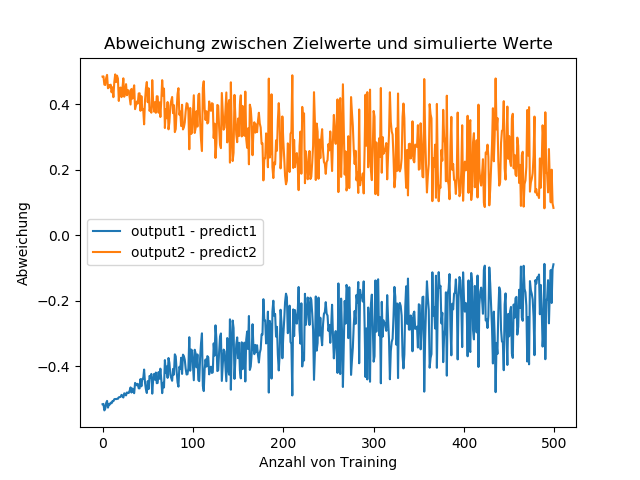 Abweichung zwischen Zielwerte und simulierte Werte
Abweichung
0.4
0.2
0.0
−0.2
−0.4
output1 - predict1
output2 - predict2
0 100 200 300 400 500
Anzahl von Training